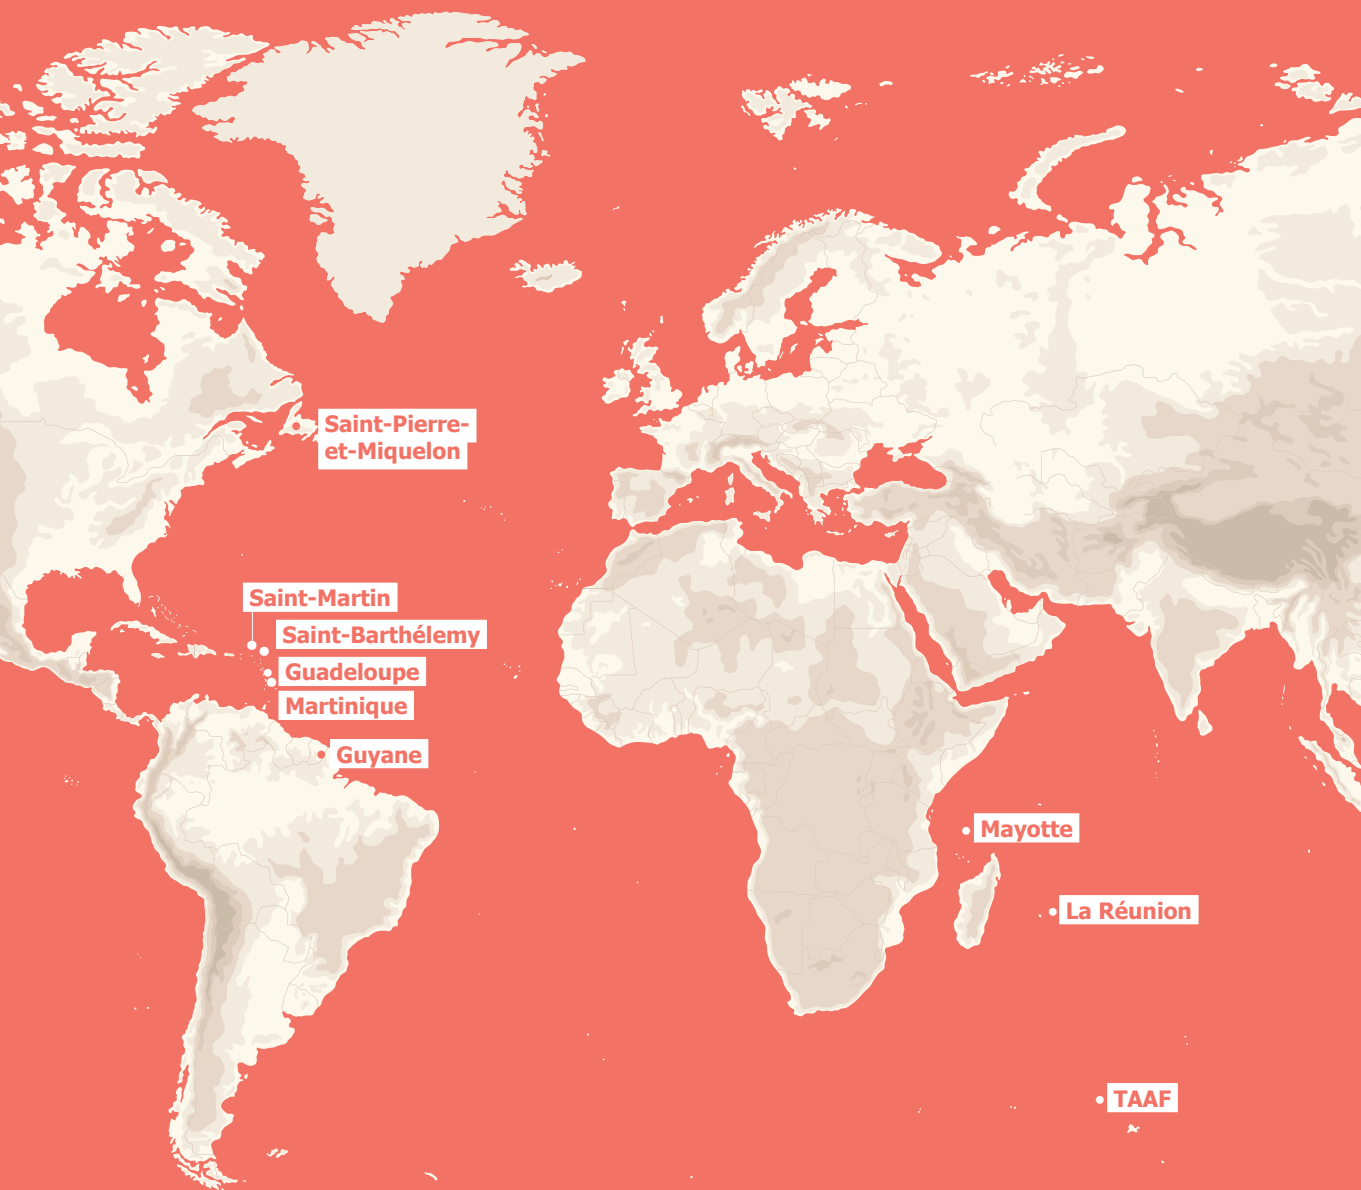 Saint-Pierre-
et-Miquelon
Saint-Martin
Saint-Barthélemy
Guadeloupe
Martinique
Guyane
Mayotte
La Réunion
TAAF